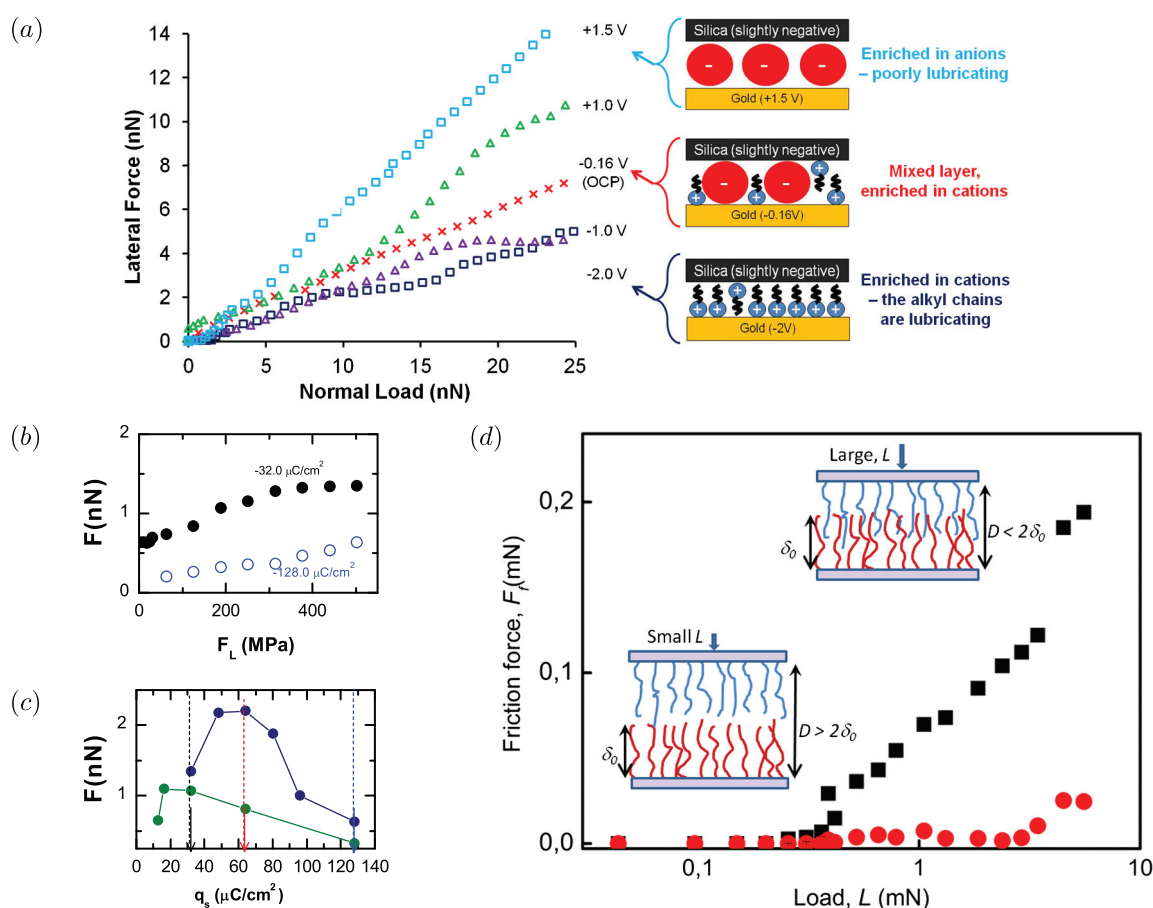 (a)
14
12
10
8
6
4
2
0
Lateral Force (nN)
0
5
10
15
20
25
Normal Load (nN)
+1.5 V
+1.0 V
-0.16 V
(OCP)
-1.0 V
-2.0 V
Silica (slightly negative)
- - -
Gold (+1.5 V)
Enriched in anions
– poorly lubricating
Silica (slightly negative)
+
- -
+ + +
Gold (-0.16V)
Mixed layer,
enriched in cations
Silica (slightly negative)
+
+ + + + + + +
Gold (-2V)
Enriched in cations
– the alkyl chains
are lubricating
(b)
2
1
0
F(nN)
-32.0 μC/cm²
-128.0 μC/cm²
0 200 400
F_L (MPa)
(c)
2
1
F(nN)
0 20 40 60 80 100 120 140
q_s (μC/cm²)
(d)
0,2
0,1
0,0
Friction force, F_f(mN)
Large, L
δ₀
D < 2δ₀
Small L
δ₀
D > 2δ₀
0,1 1 10
Load, L (mN)